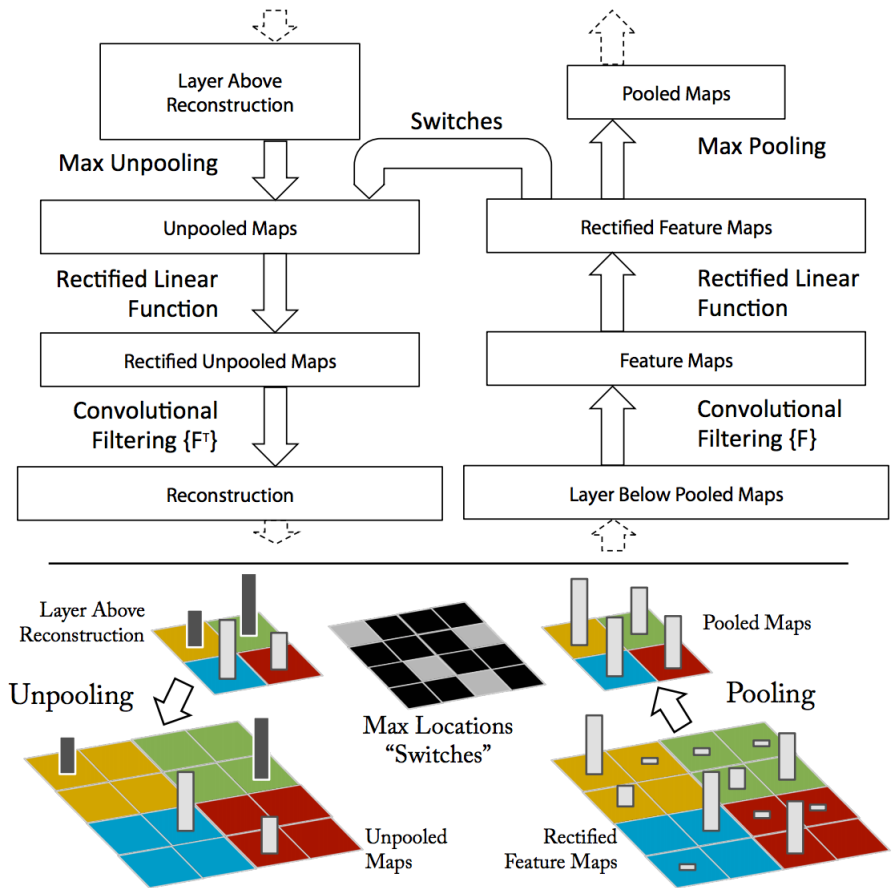 Layer Above
Reconstruction
Pooled Maps
Switches
Max Unpooling
Max Pooling
Unpooled Maps
Rectified Feature Maps
Rectified Linear
Function
Rectified Linear
Function
Rectified Unpooled Maps
Feature Maps
Convolutional
Filtering {Fᵀ}
Convolutional
Filtering {F}
Reconstruction
Layer Below Pooled Maps
Layer Above
Reconstruction
Pooled Maps
Unpooling
Max Locations
“Switches”
Pooling
Unpooled
Maps
Rectified
Feature Maps